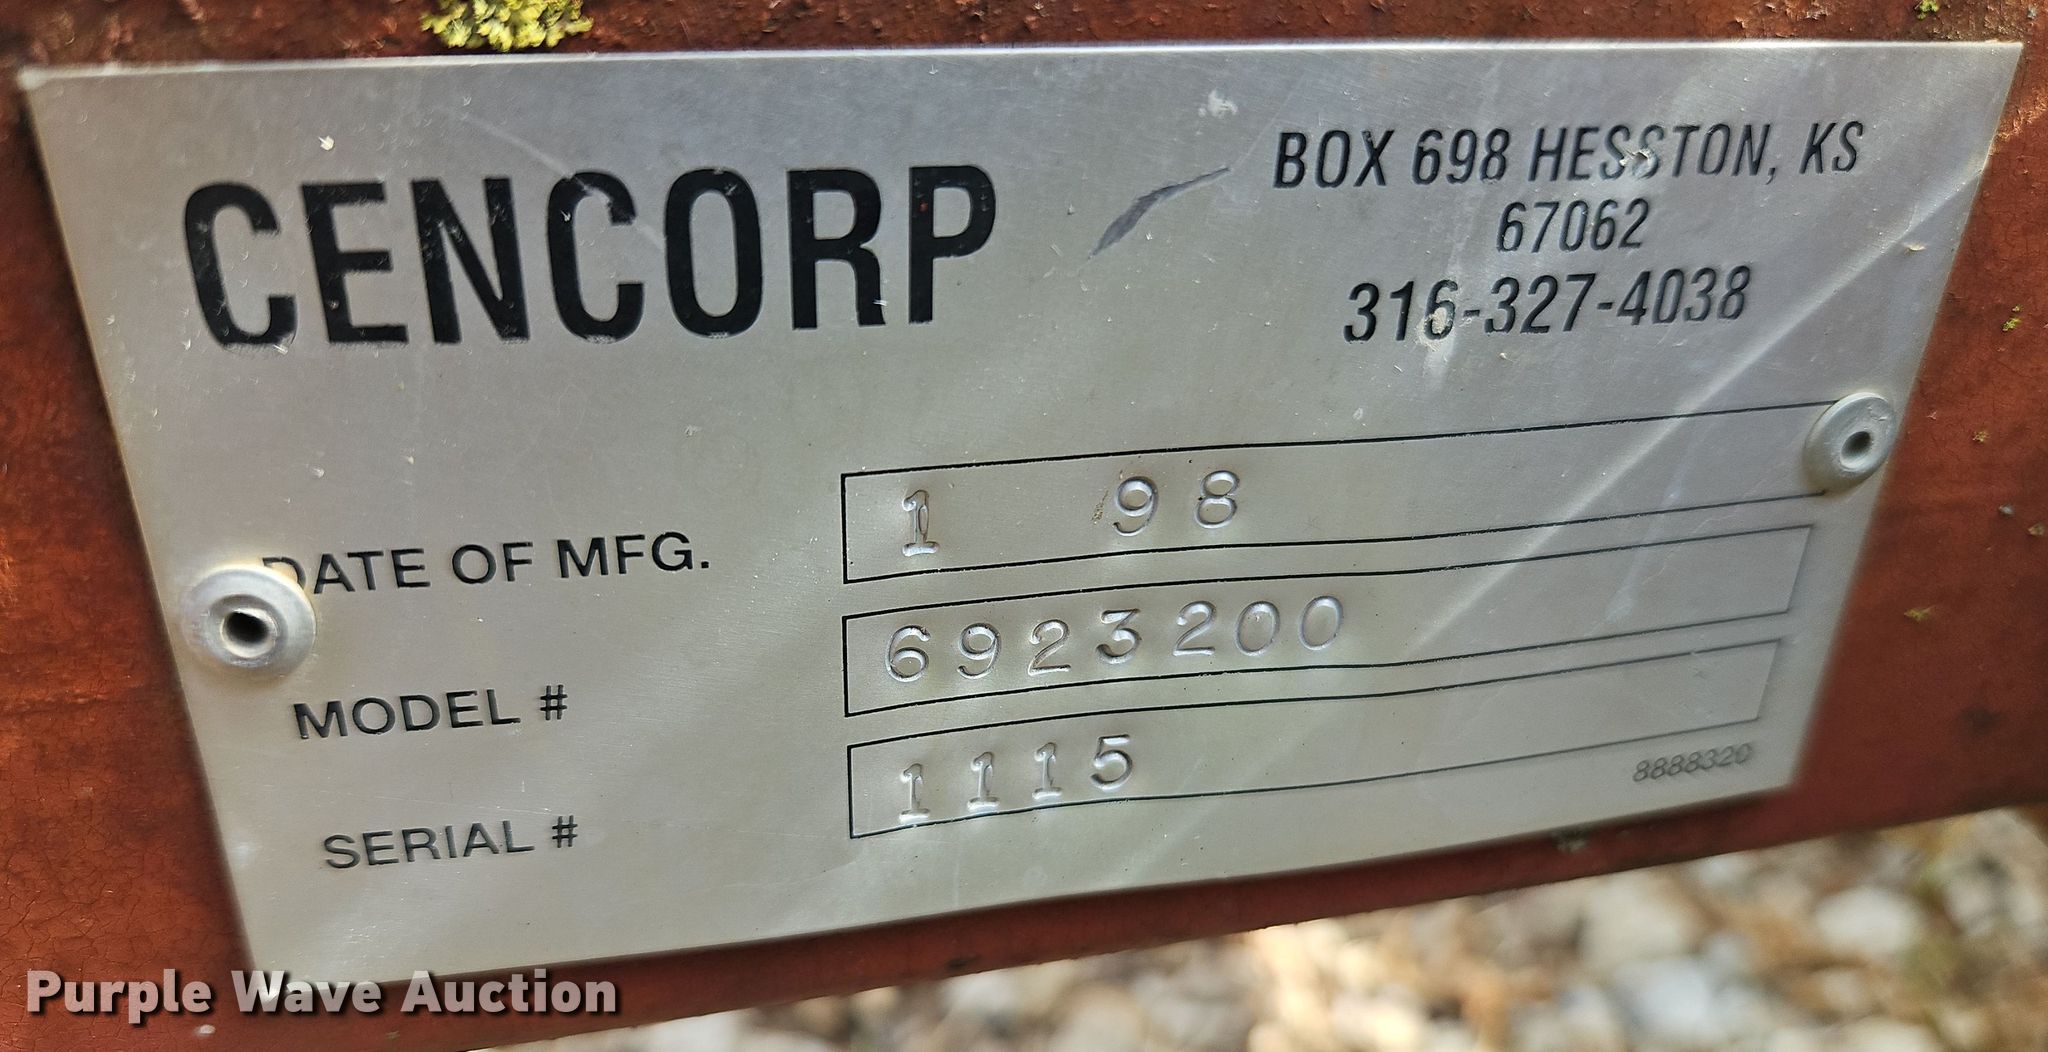 CENCORP
BOX 698 HESSTON, KS
67062
316-327-4038
DATE OF MFG. 1 98
MODEL # 6923200
SERIAL # 1115
8888320
Purple Wave Auction